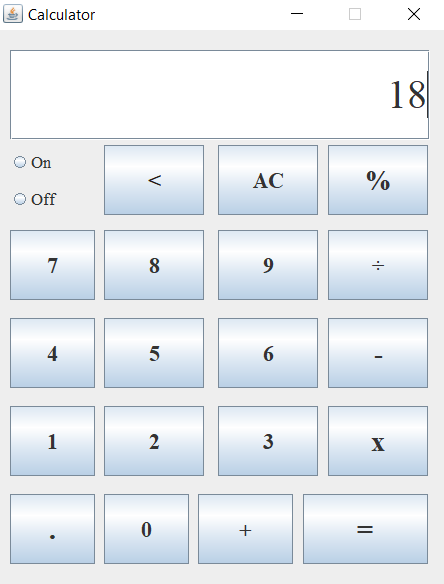 Calculator
18
On
< AC %
Off
7 8 9 ÷
4 5 6 -
1 2 3 x
. 0 + =